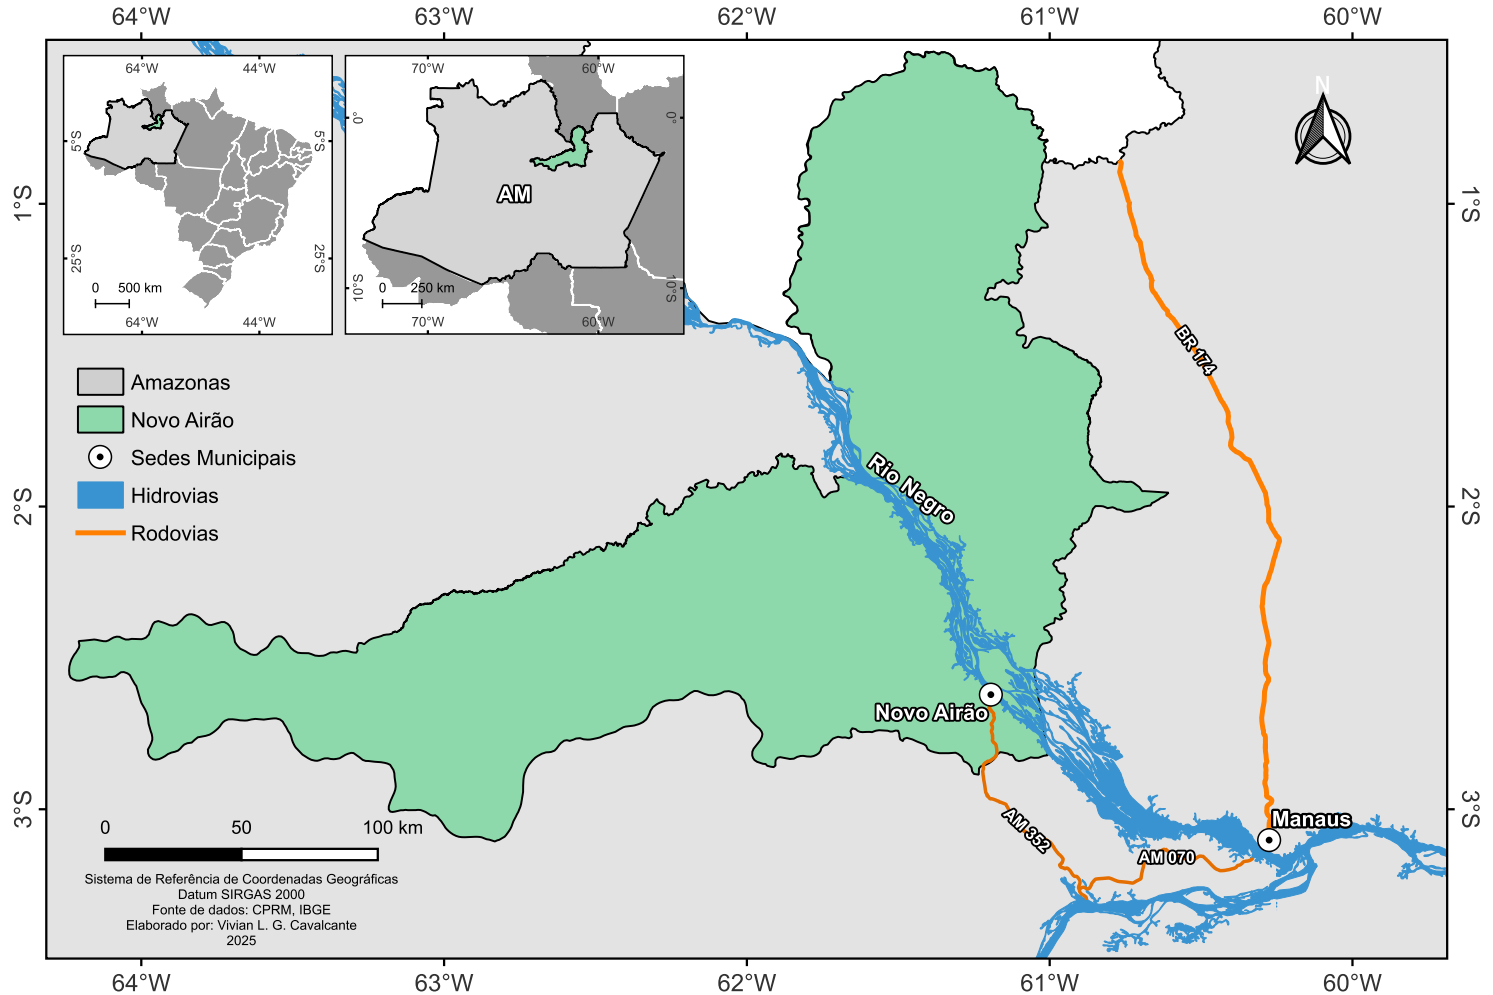 64°W 63°W 62°W 61°W 60°W
64°W 44°W
70°W 60°W
N
5°S 5°S
0° 0°
AM
1°S 1°S
25°S 25°S
0 500 km
10°S 10°S
0 250 km
64°W 44°W
70°W 60°W
BR 174
Amazonas
Novo Airão
Sedes Municipais
Hidrovias
Rodovias
Rio Negro
2°S 2°S
Novo Airão
3°S 3°S
Manaus
AM 352
AM 070
0 50 100 km
Sistema de Referência de Coordenadas Geográficas
Datum SIRGAS 2000
Fonte de dados: CPRM, IBGE
Elaborado por: Vivian L. G. Cavalcante
2025
64°W 63°W 62°W 61°W 60°W